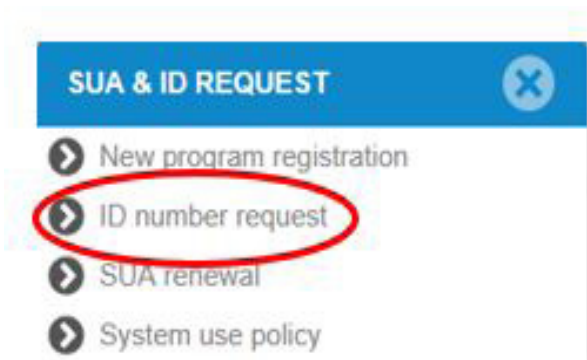 SUA & ID REQUEST
New program registration
ID number request
SUA renewal
System use policy